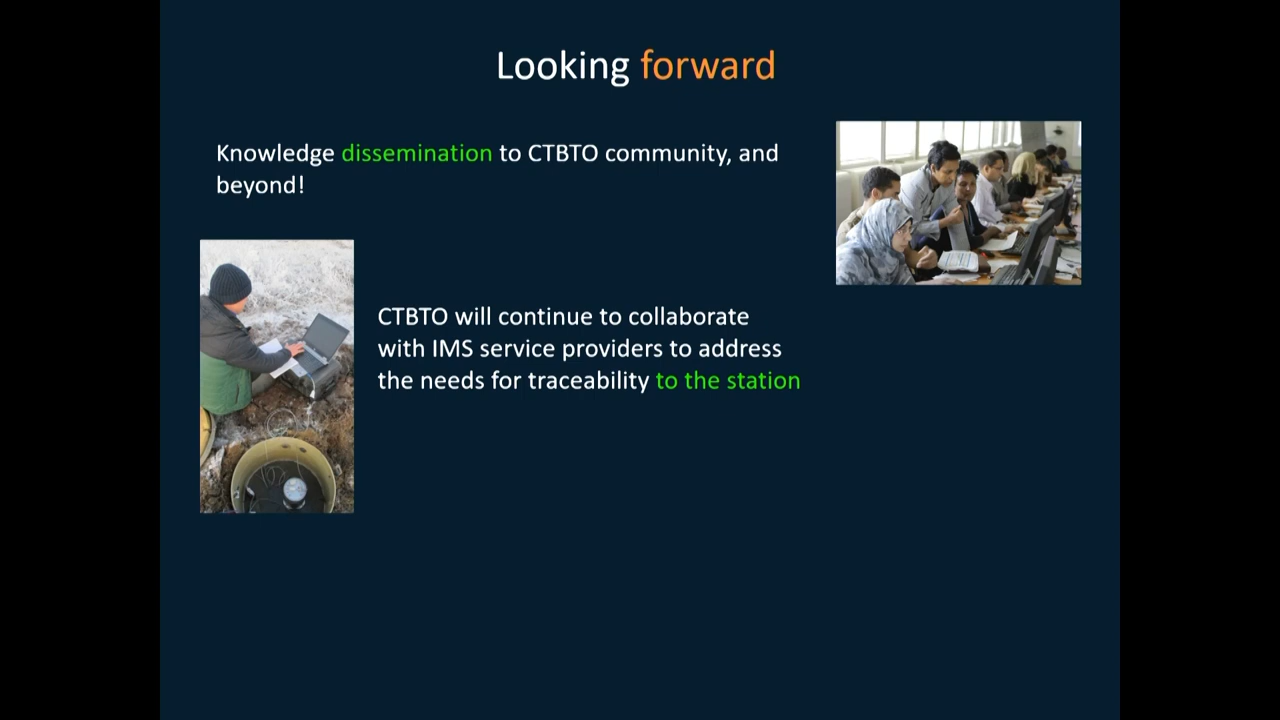 Looking forward
Knowledge dissemination to CTBTO community, and
beyond!
CTBTO will continue to collaborate
with IMS service providers to address
the needs for traceability to the station